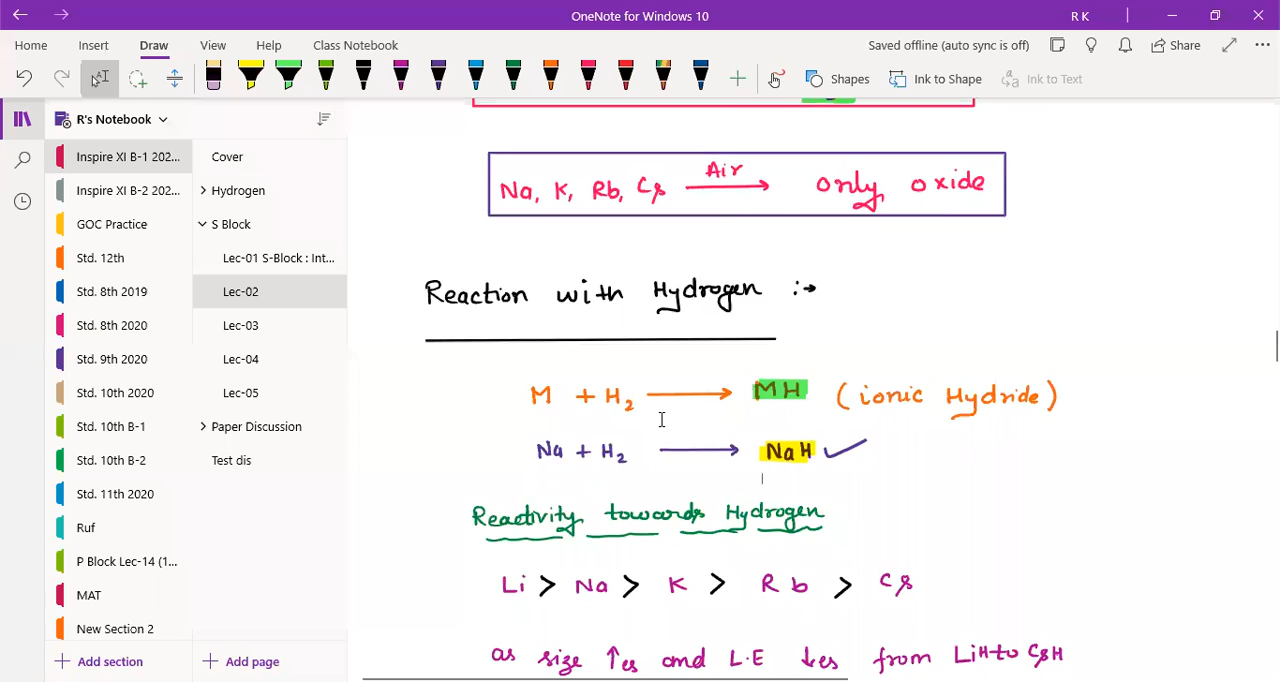 OneNote for Windows 10
R K
Home Insert Draw View Help Class Notebook
Saved offline (auto sync is off) Share
Shapes Ink to Shape Ink to Text
R's Notebook
Inspire XI B-1 202...
Inspire XI B-2 202...
GOC Practice
Std. 12th
Std. 8th 2019
Std. 8th 2020
Std. 9th 2020
Std. 10th 2020
Std. 10th B-1
Std. 10th B-2
Std. 11th 2020
Ruf
P Block Lec-14 (1...
MAT
New Section 2
Add section
Cover
Hydrogen
S Block
Lec-01 S-Block : Int...
Lec-02
Lec-03
Lec-04
Lec-05
Paper Discussion
Test dis
Add page
Air
Na, K, Rb, Cs → only oxide
Reaction with Hydrogen :→
M + H₂ → MH (ionic Hydride)
Na + H₂ → NaH ✓
Reactivity towards Hydrogen
Li > Na > K > Rb > Cs
as size ↑es and L.E ↓es from LiH to CsH